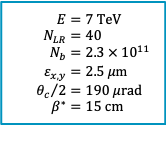 E = 7 TeV
N_LR = 40
N_b = 2.3 × 10^11
ε_x,y = 2.5 μm
θ_c/2 = 190 μrad
β* = 15 cm